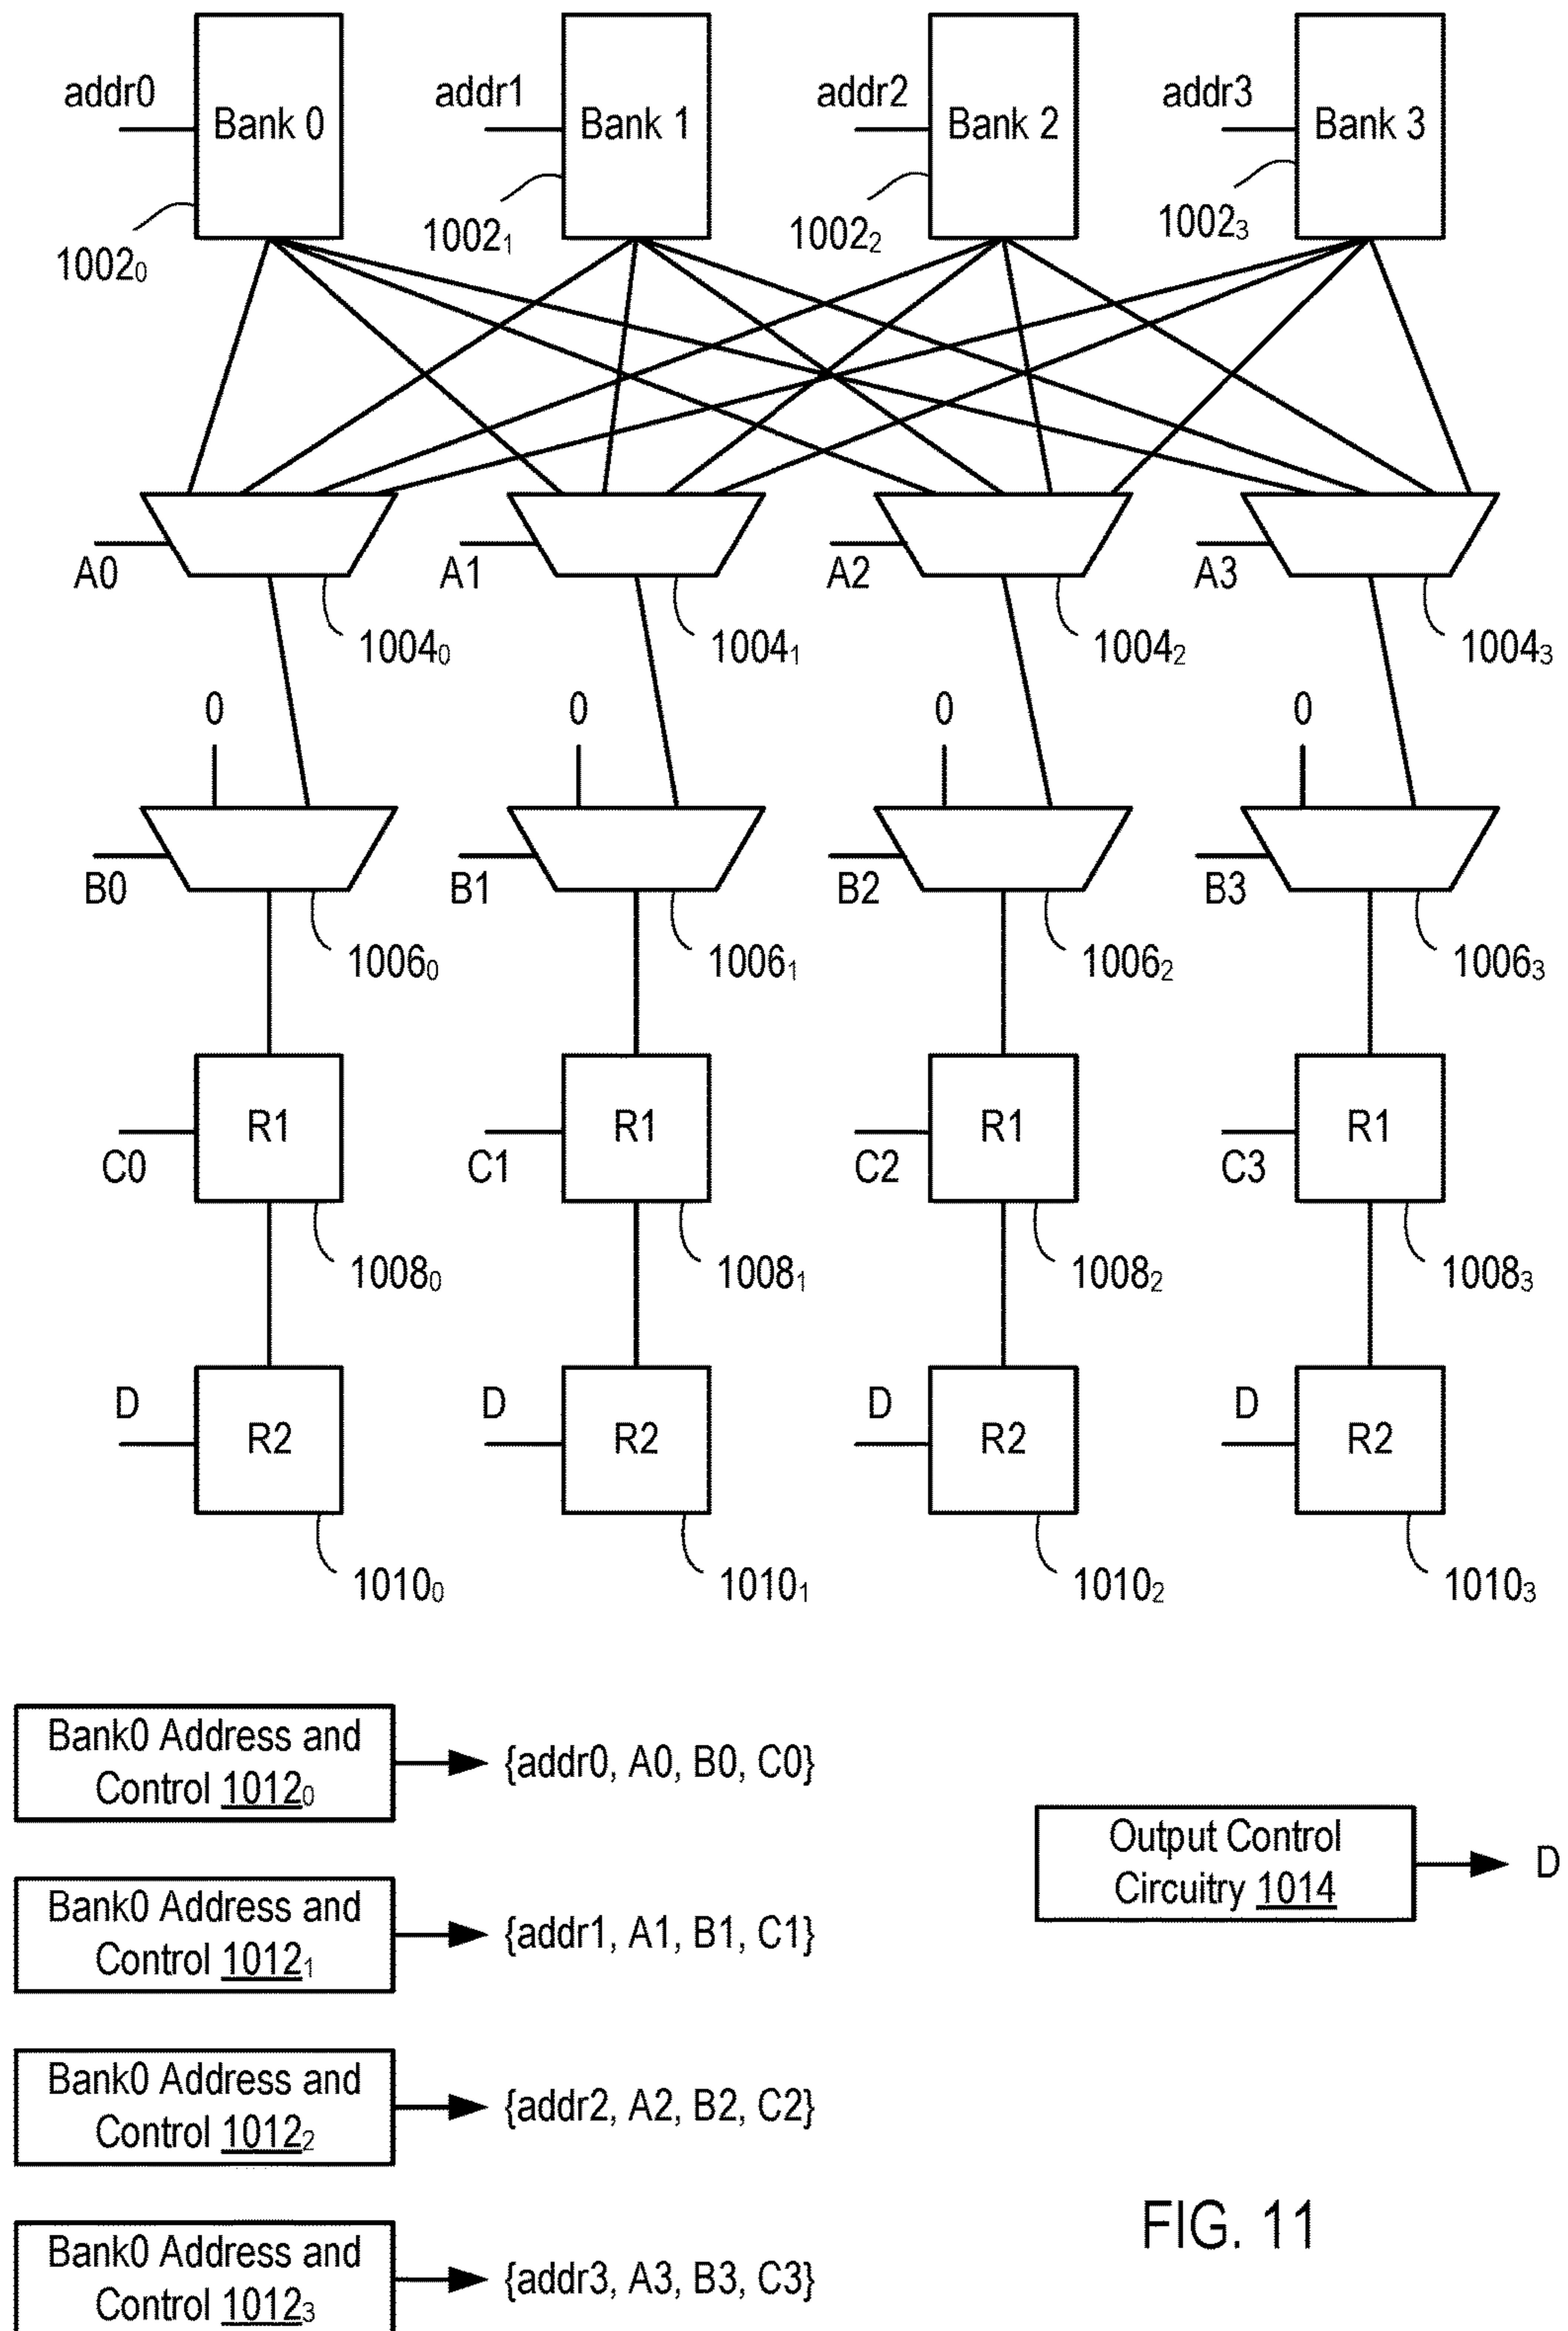 addr0 addr1 addr2 addr3
Bank 0 Bank 1 Bank 2 Bank 3
1002₀ 1002₁ 1002₂ 1002₃
A0 A1 A2 A3
1004₀ 1004₁ 1004₂ 1004₃
0 0 0 0
B0 B1 B2 B3
1006₀ 1006₁ 1006₂ 1006₃
R1 R1 R1 R1
C0 C1 C2 C3
1008₀ 1008₁ 1008₂ 1008₃
D D D D
R2 R2 R2 R2
1010₀ 1010₁ 1010₂ 1010₃
Bank0 Address and
Control 1012₀
{addr0, A0, B0, C0}
Bank0 Address and
Control 1012₁
{addr1, A1, B1, C1}
Output Control
Circuitry 1014
D
Bank0 Address and
Control 1012₂
{addr2, A2, B2, C2}
Bank0 Address and
Control 1012₃
{addr3, A3, B3, C3}
FIG. 11